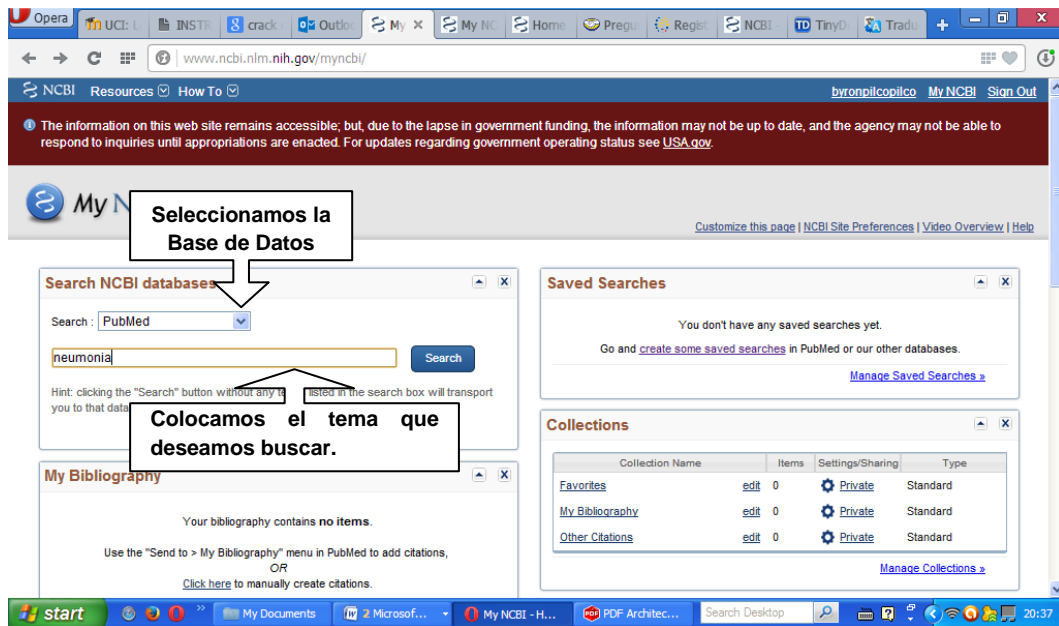 Opera
UCI: L
INSTR
crack
Outloo
My
My NC
Home
Pregu
Regist
NCBI -
TinyD
Tradu
www.ncbi.nlm.nih.gov/myncbi/
NCBI Resources How To
byronpilcopilco My NCBI Sign Out
The information on this web site remains accessible; but, due to the lapse in government funding, the information may not be up to date, and the agency may not be able to
respond to inquiries until appropriations are enacted. For updates regarding government operating status see USA.gov.
My N
Seleccionamos la
Base de Datos
Customize this page | NCBI Site Preferences | Video Overview | Help
Search NCBI databases
Search : PubMed
neumonia
Search
Hint: clicking the "Search" button without any te listed in the search box will transport
you to that data
Colocamos el tema que
deseamos buscar.
Saved Searches
You don't have any saved searches yet.
Go and create some saved searches in PubMed or our other databases.
Manage Saved Searches »
Collections
Collection Name Items Settings/Sharing Type
Favorites edit 0 Private Standard
My Bibliography edit 0 Private Standard
Other Citations edit 0 Private Standard
Manage Collections »
My Bibliography
Your bibliography contains no items.
Use the "Send to > My Bibliography" menu in PubMed to add citations,
OR
Click here to manually create citations.
start
My Documents
2 Microsof...
My NCBI - H...
PDF Architec...
Search Desktop
20:37